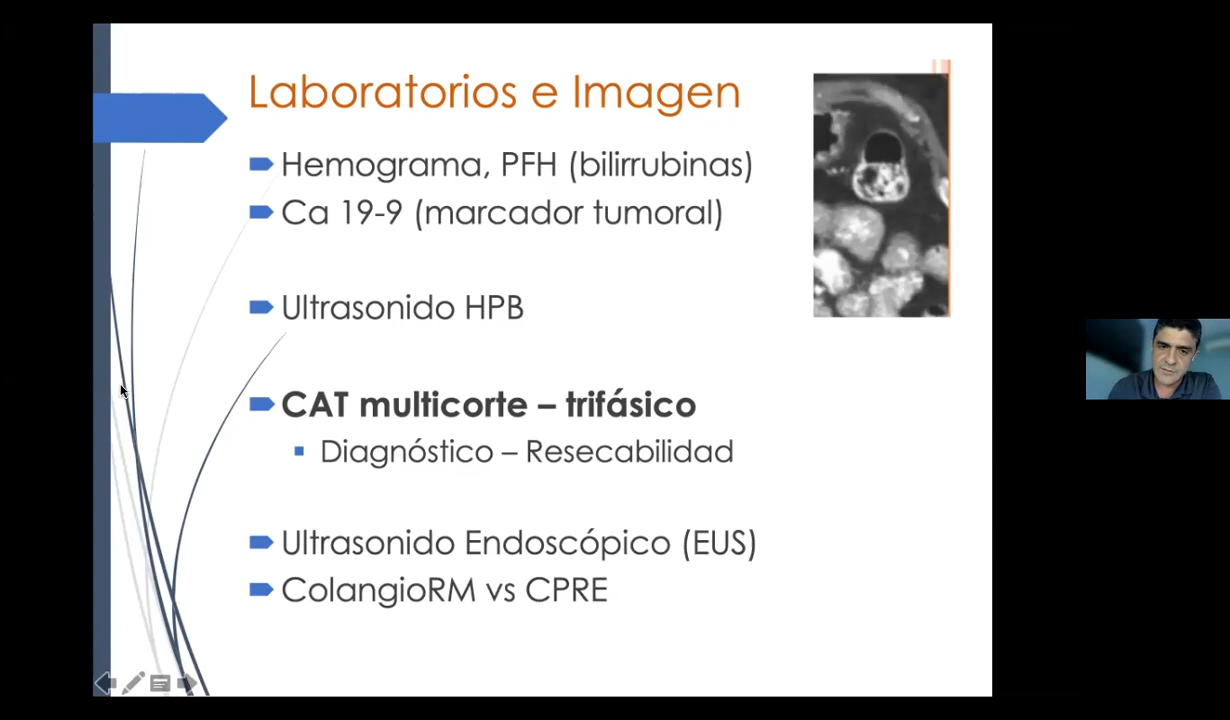 Laboratorios e Imagen
Hemograma, PFH (bilirrubinas)
Ca 19-9 (marcador tumoral)
Ultrasonido HPB
CAT multicorte – trifásico
Diagnóstico – Resecabilidad
Ultrasonido Endoscópico (EUS)
ColangioRM vs CPRE